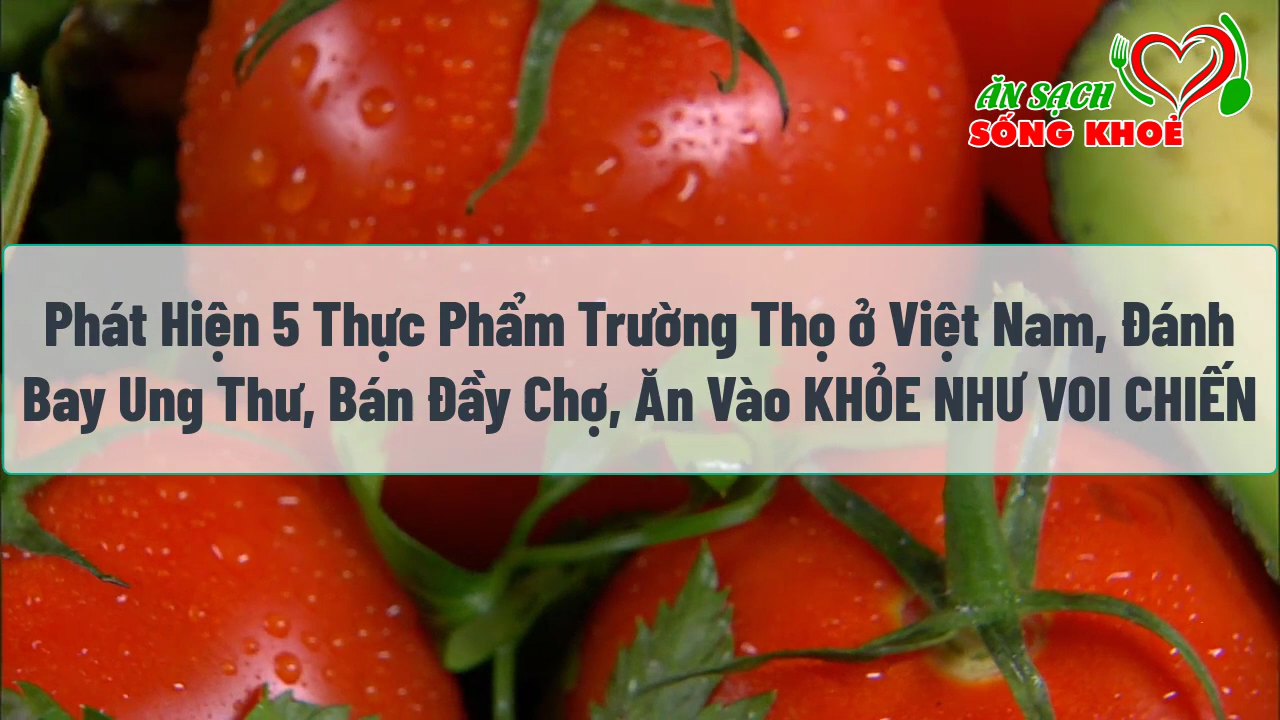 ĂN SẠCH
SỐNG KHOẺ
Phát Hiện 5 Thực Phẩm Trường Thọ ở Việt Nam, Đánh
Bay Ung Thư, Bán Đầy Chợ, Ăn Vào KHỎE NHƯ VOI CHIẾN